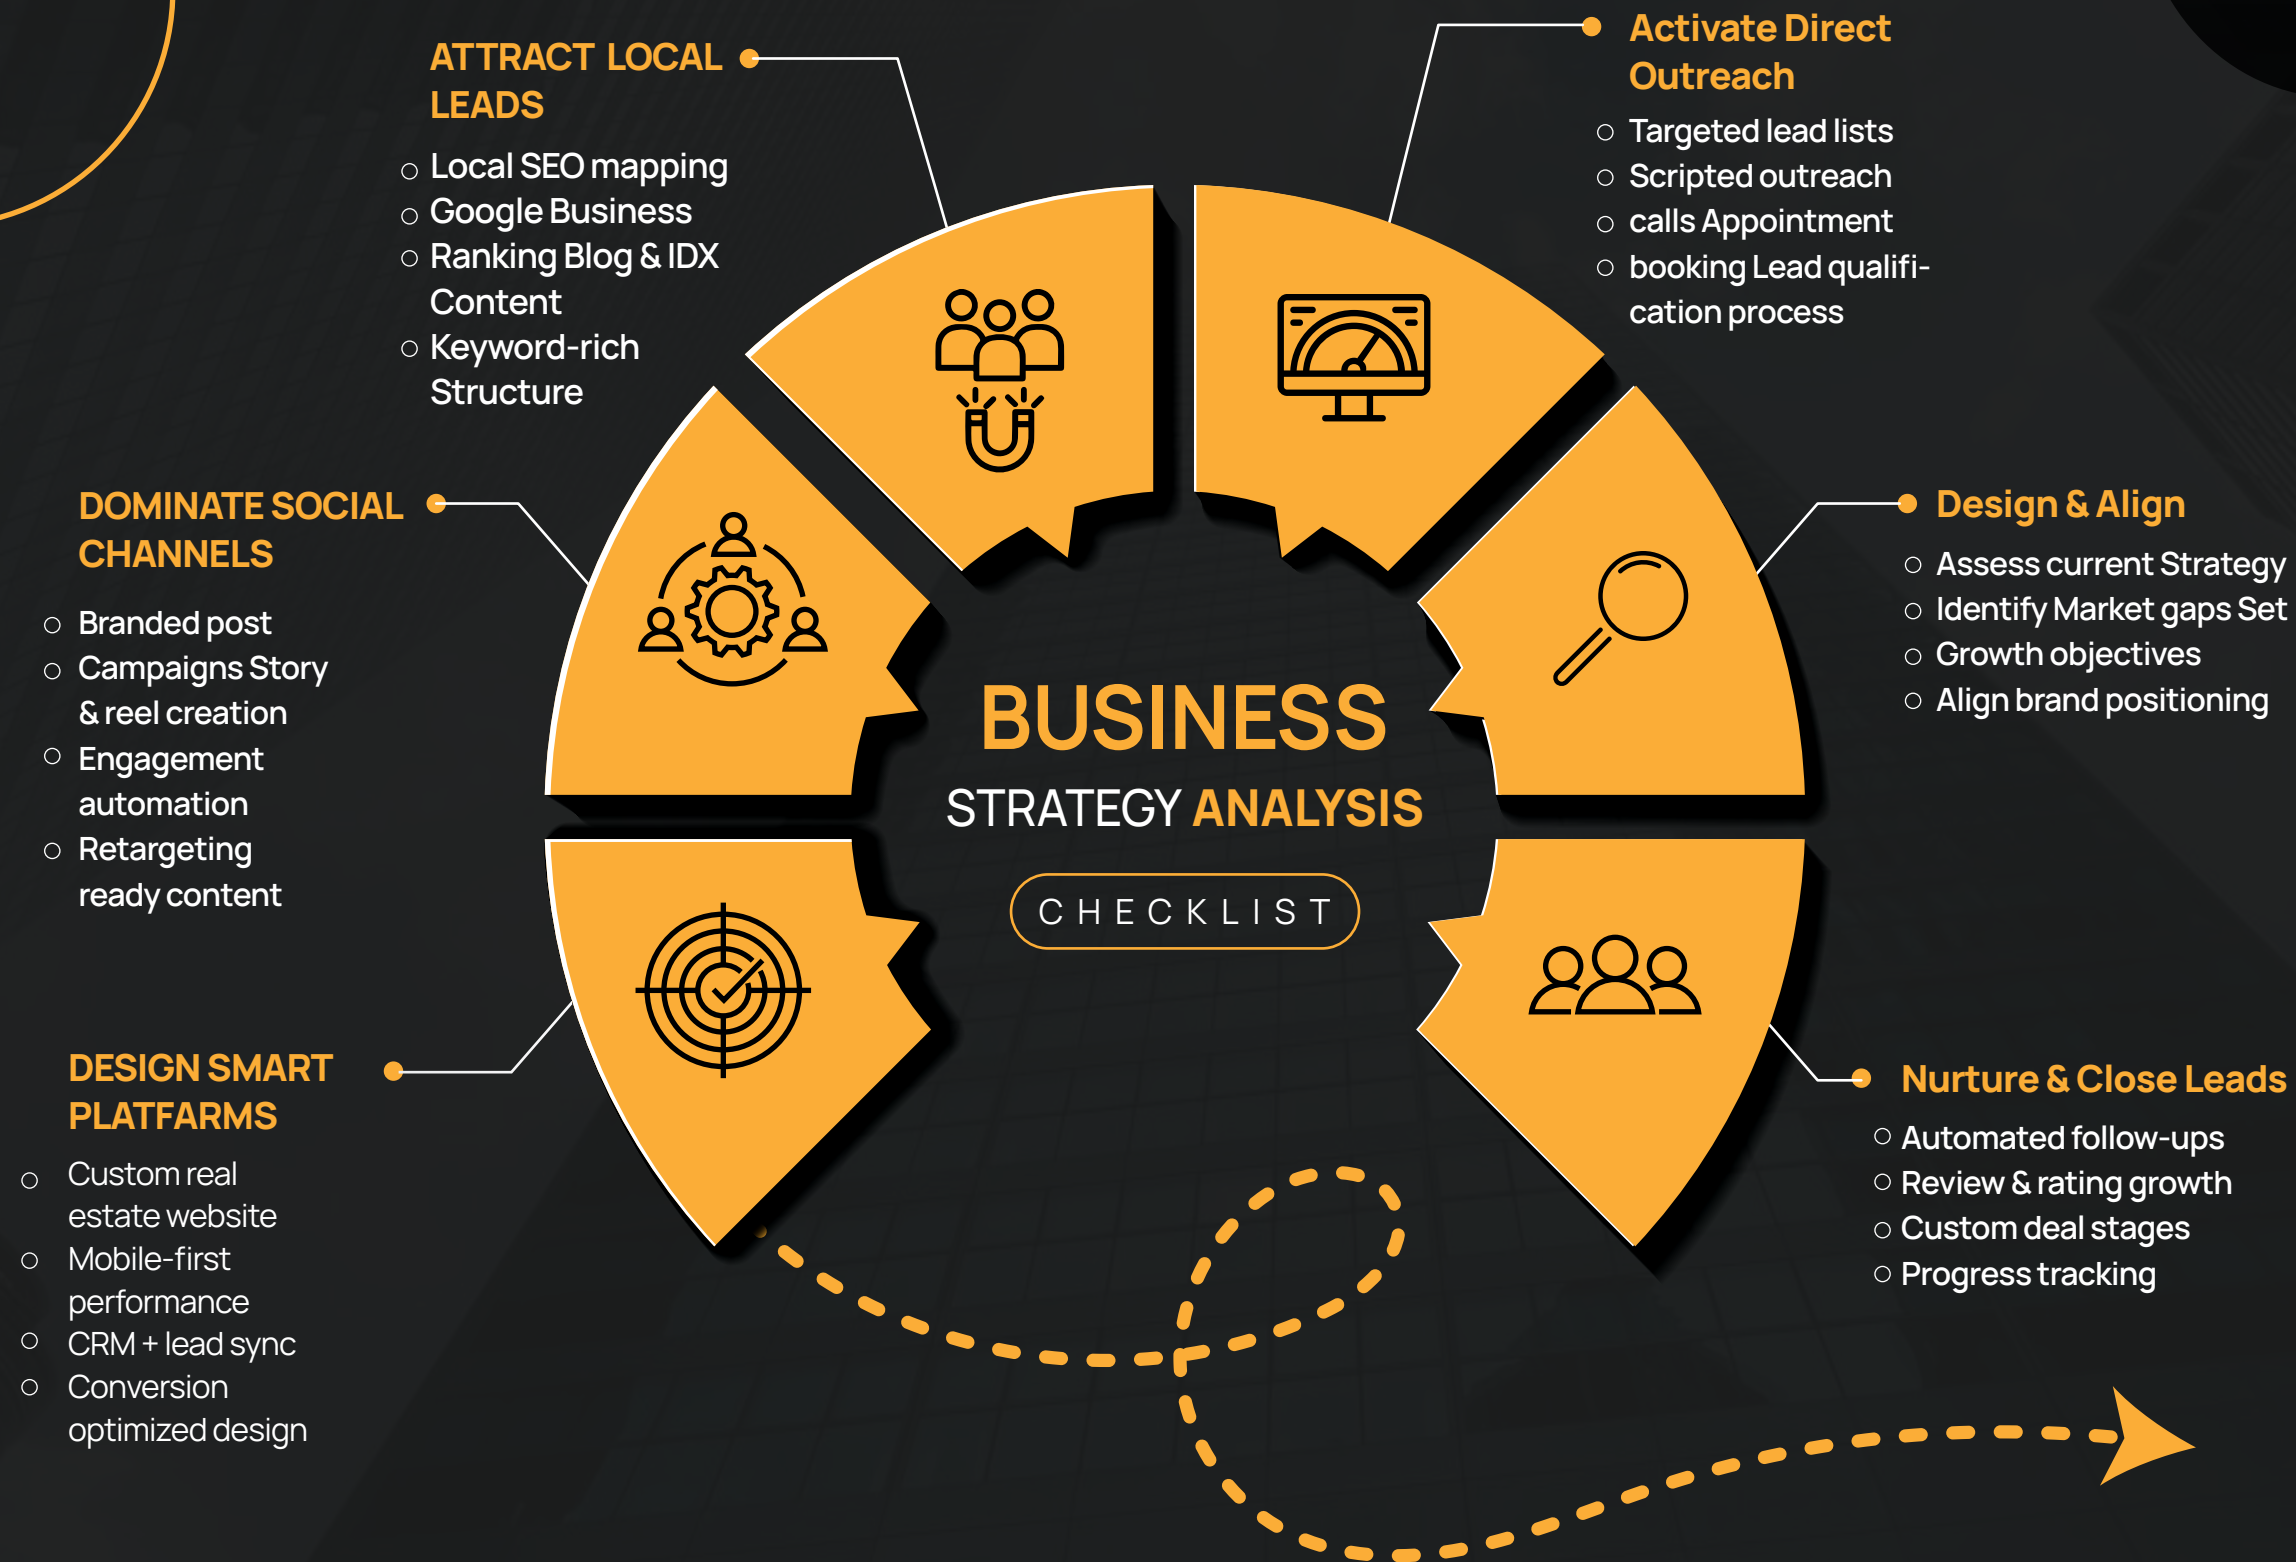 ATTRACT LOCAL
LEADS
Local SEO mapping
Google Business
Ranking Blog & IDX
Content
Keyword-rich
Structure
Activate Direct
Outreach
Targeted lead lists
Scripted outreach
calls Appointment
booking Lead qualifi-
cation process
DOMINATE SOCIAL
CHANNELS
Branded post
Campaigns Story
& reel creation
Engagement
automation
Retargeting
ready content
Design & Align
Assess current Strategy
Identify Market gaps Set
Growth objectives
Align brand positioning
BUSINESS
STRATEGY ANALYSIS
CHECKLIST
DESIGN SMART
PLATFARMS
Custom real
estate website
Mobile-first
performance
CRM + lead sync
Conversion
optimized design
Nurture & Close Leads
Automated follow-ups
Review & rating growth
Custom deal stages
Progress tracking